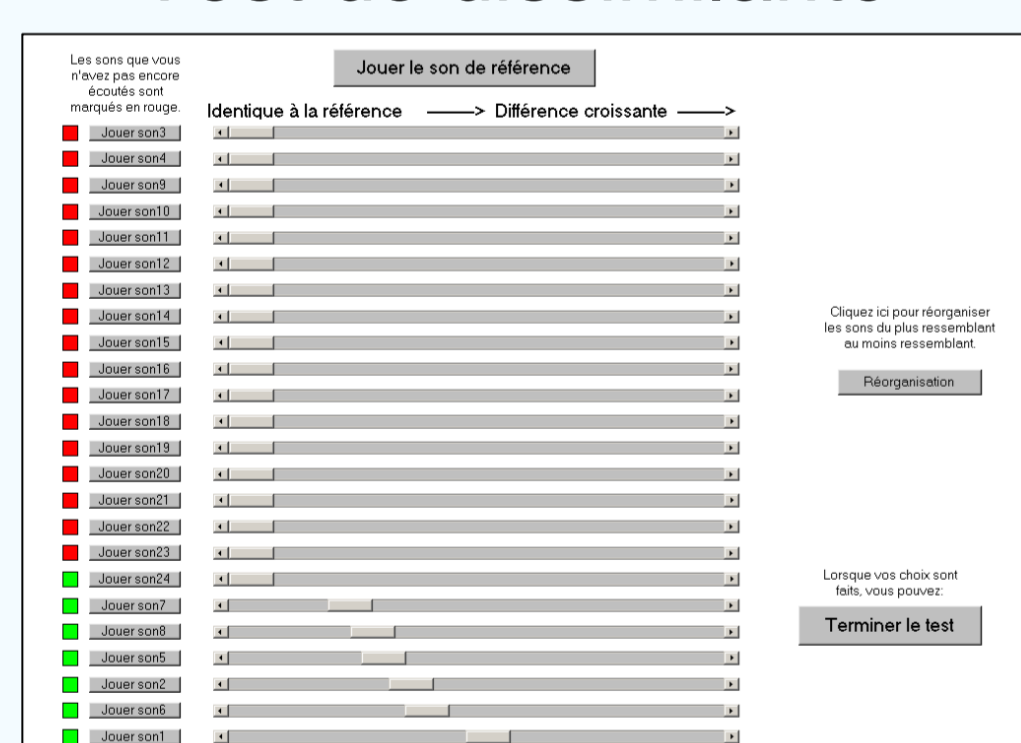 Les sons que vous
n'avez pas encore
écoutés sont
marqués en rouge.
Jouer le son de référence
Identique à la référence ——> Différence croissante ——>
Jouer son3
Jouer son4
Jouer son9
Jouer son10
Jouer son11
Jouer son12
Jouer son13
Jouer son14
Jouer son15
Jouer son16
Jouer son17
Jouer son18
Jouer son19
Jouer son20
Jouer son21
Jouer son22
Jouer son23
Jouer son24
Jouer son7
Jouer son8
Jouer son5
Jouer son2
Jouer son6
Jouer son1
Cliquez ici pour réorganiser
les sons du plus ressemblant
au moins ressemblant.
Réorganisation
Lorsque vos choix sont
faits, vous pouvez:
Terminer le test